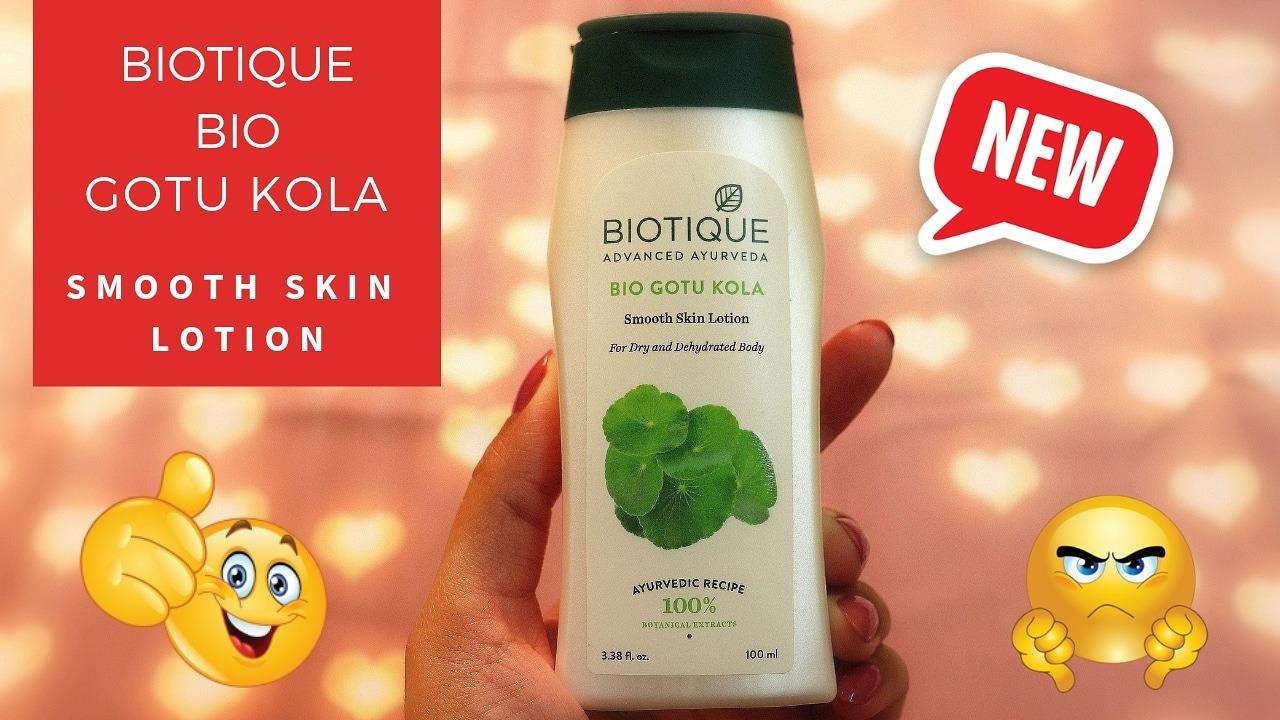 BIOTIQUE
BIO
GOTU KOLA
SMOOTH SKIN
LOTION
NEW
BIOTIQUE
ADVANCED AYURVEDA
BIO GOTU KOLA
Smooth Skin Lotion
For Dry and Dehydrated Body
AYURVEDIC RECIPE
100%
BOTANICAL EXTRACTS
3.38 fl. oz. 100 ml